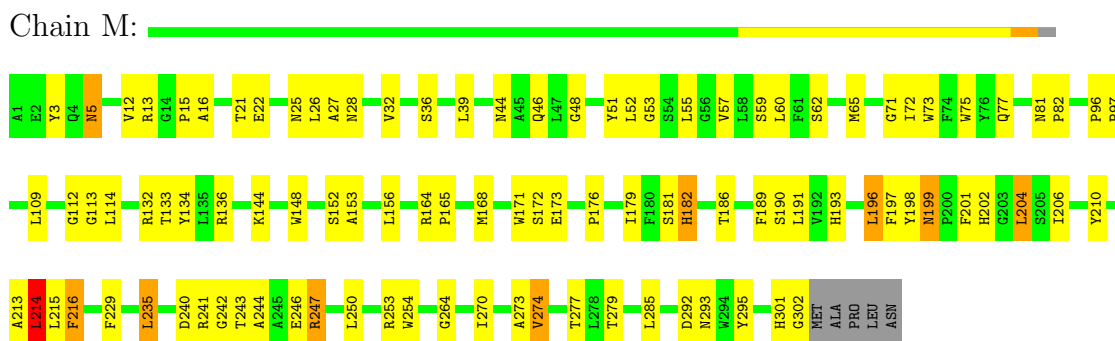 Chain M:
A1 E2 Y3 Q4 N5 V12 R13 G14 P15 A16 T21 E22 N25 L26 A27 N28 V32 S36 L39 N44 A45 Q46 L47 G48 Y51 L52 G53 S54 L55 G56 V57 L58 S59 L60 F61 S62 M65 G71 I72 W73 F74 W75 Y76 Q77 N81 P82 P96
L109 G112 G113 L114 R132 T133 Y134 L135 R136 K144 W148 S152 A153 L156 R164 P165 M168 W171 S172 E173 P176 I179 F180 S181 H182 T186 F189 S190 L191 V192 H193 L196 F197 Y198 N199 P200 F201 H202 G203 L204 S205 I206 Y210
A213 L214 L215 F216 F229 L235 D240 R241 G242 T243 A244 A245 E246 R247 L250 R253 W254 G264 I270 A273 V274 T277 L278 T279 L285 D292 N293 W294 Y295 H301 G302 MET ALA PRO LEU ASN